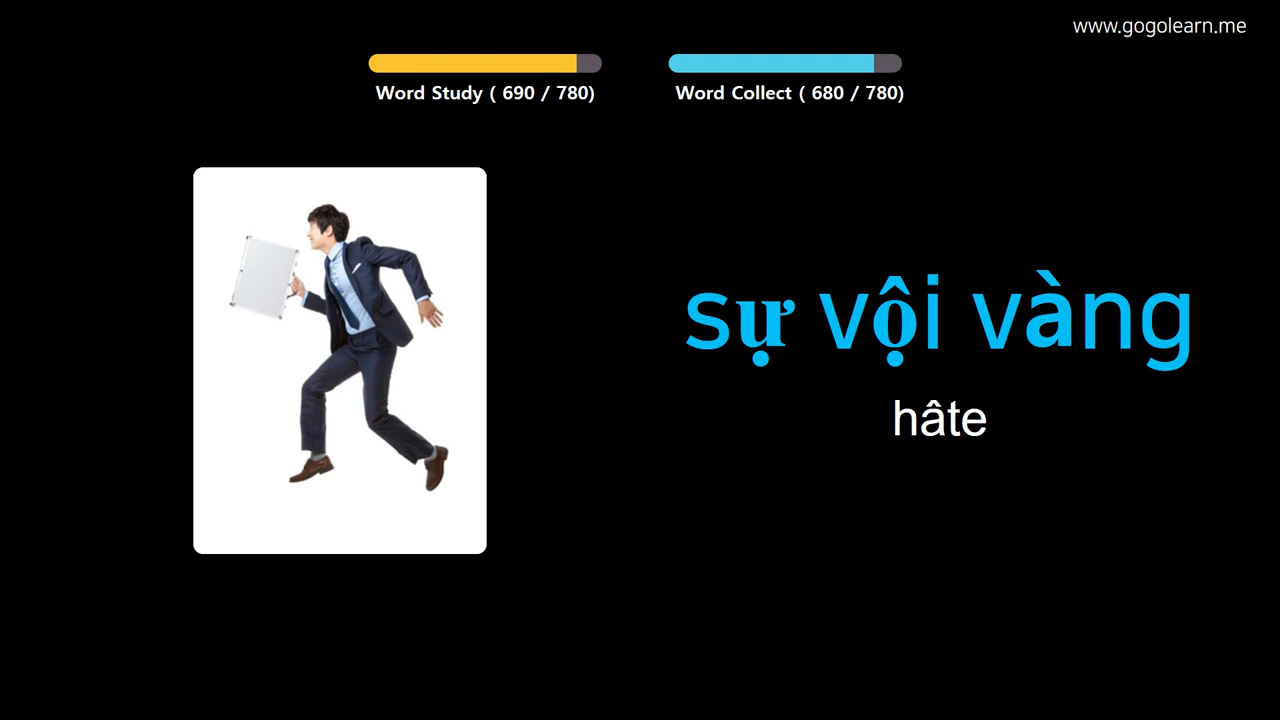 www.gogolearn.me
Word Study ( 690 / 780)
Word Collect ( 680 / 780)
sự vội vàng
hâte